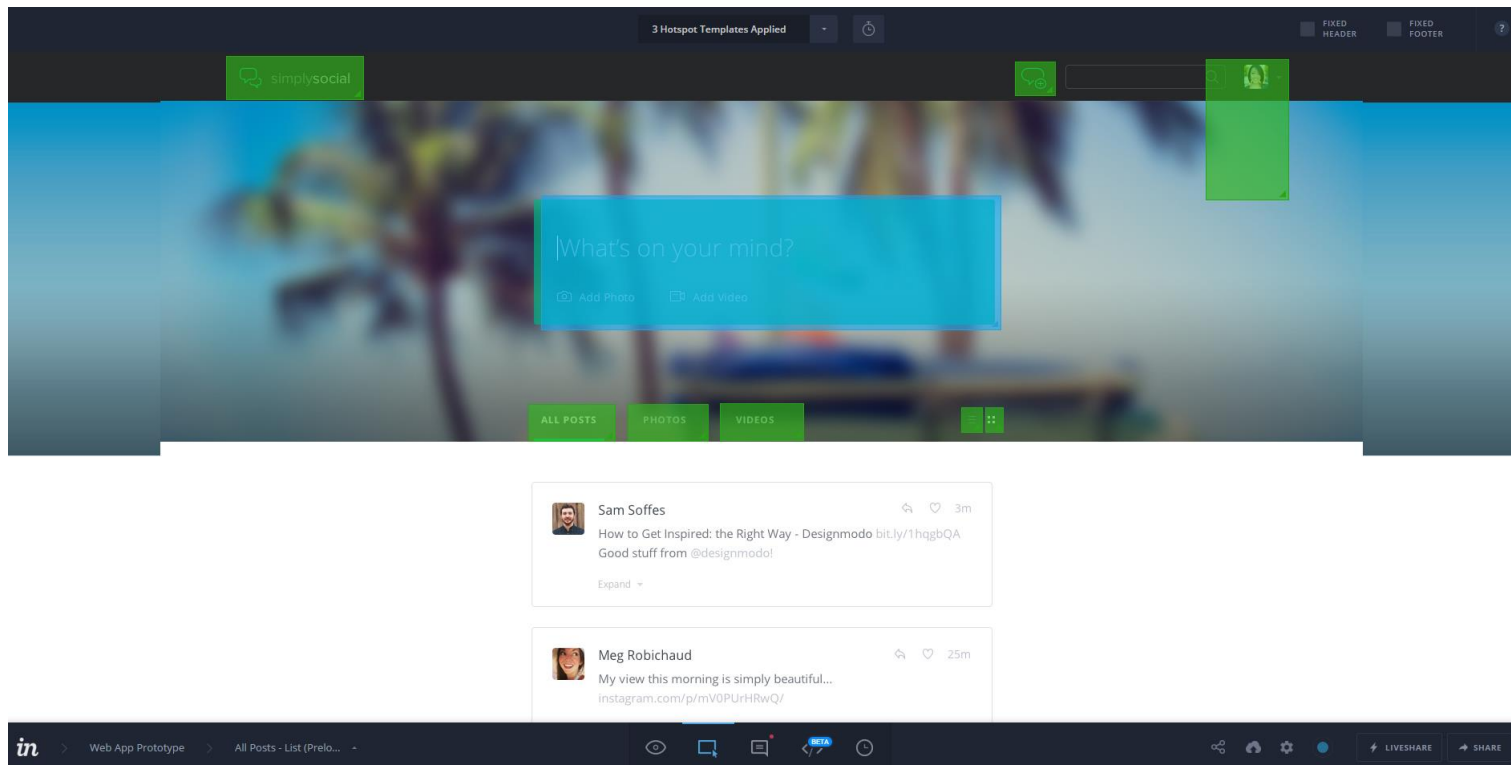 3 Hotspot Templates Applied
FIXED HEADER
FIXED FOOTER
?
simplysocial
What's on your mind?
Add Photo
Add Video
ALL POSTS
PHOTOS
VIDEOS
Sam Soffes
3m
How to Get Inspired: the Right Way - Designmodo bit.ly/1hqgbQA
Good stuff from @designmodo!
Expand
Meg Robichaud
25m
My view this morning is simply beautiful...
instagram.com/p/mV0PUrHRwQ/
in
Web App Prototype
All Posts - List (Prelo...
BETA
LIVESHARE
SHARE